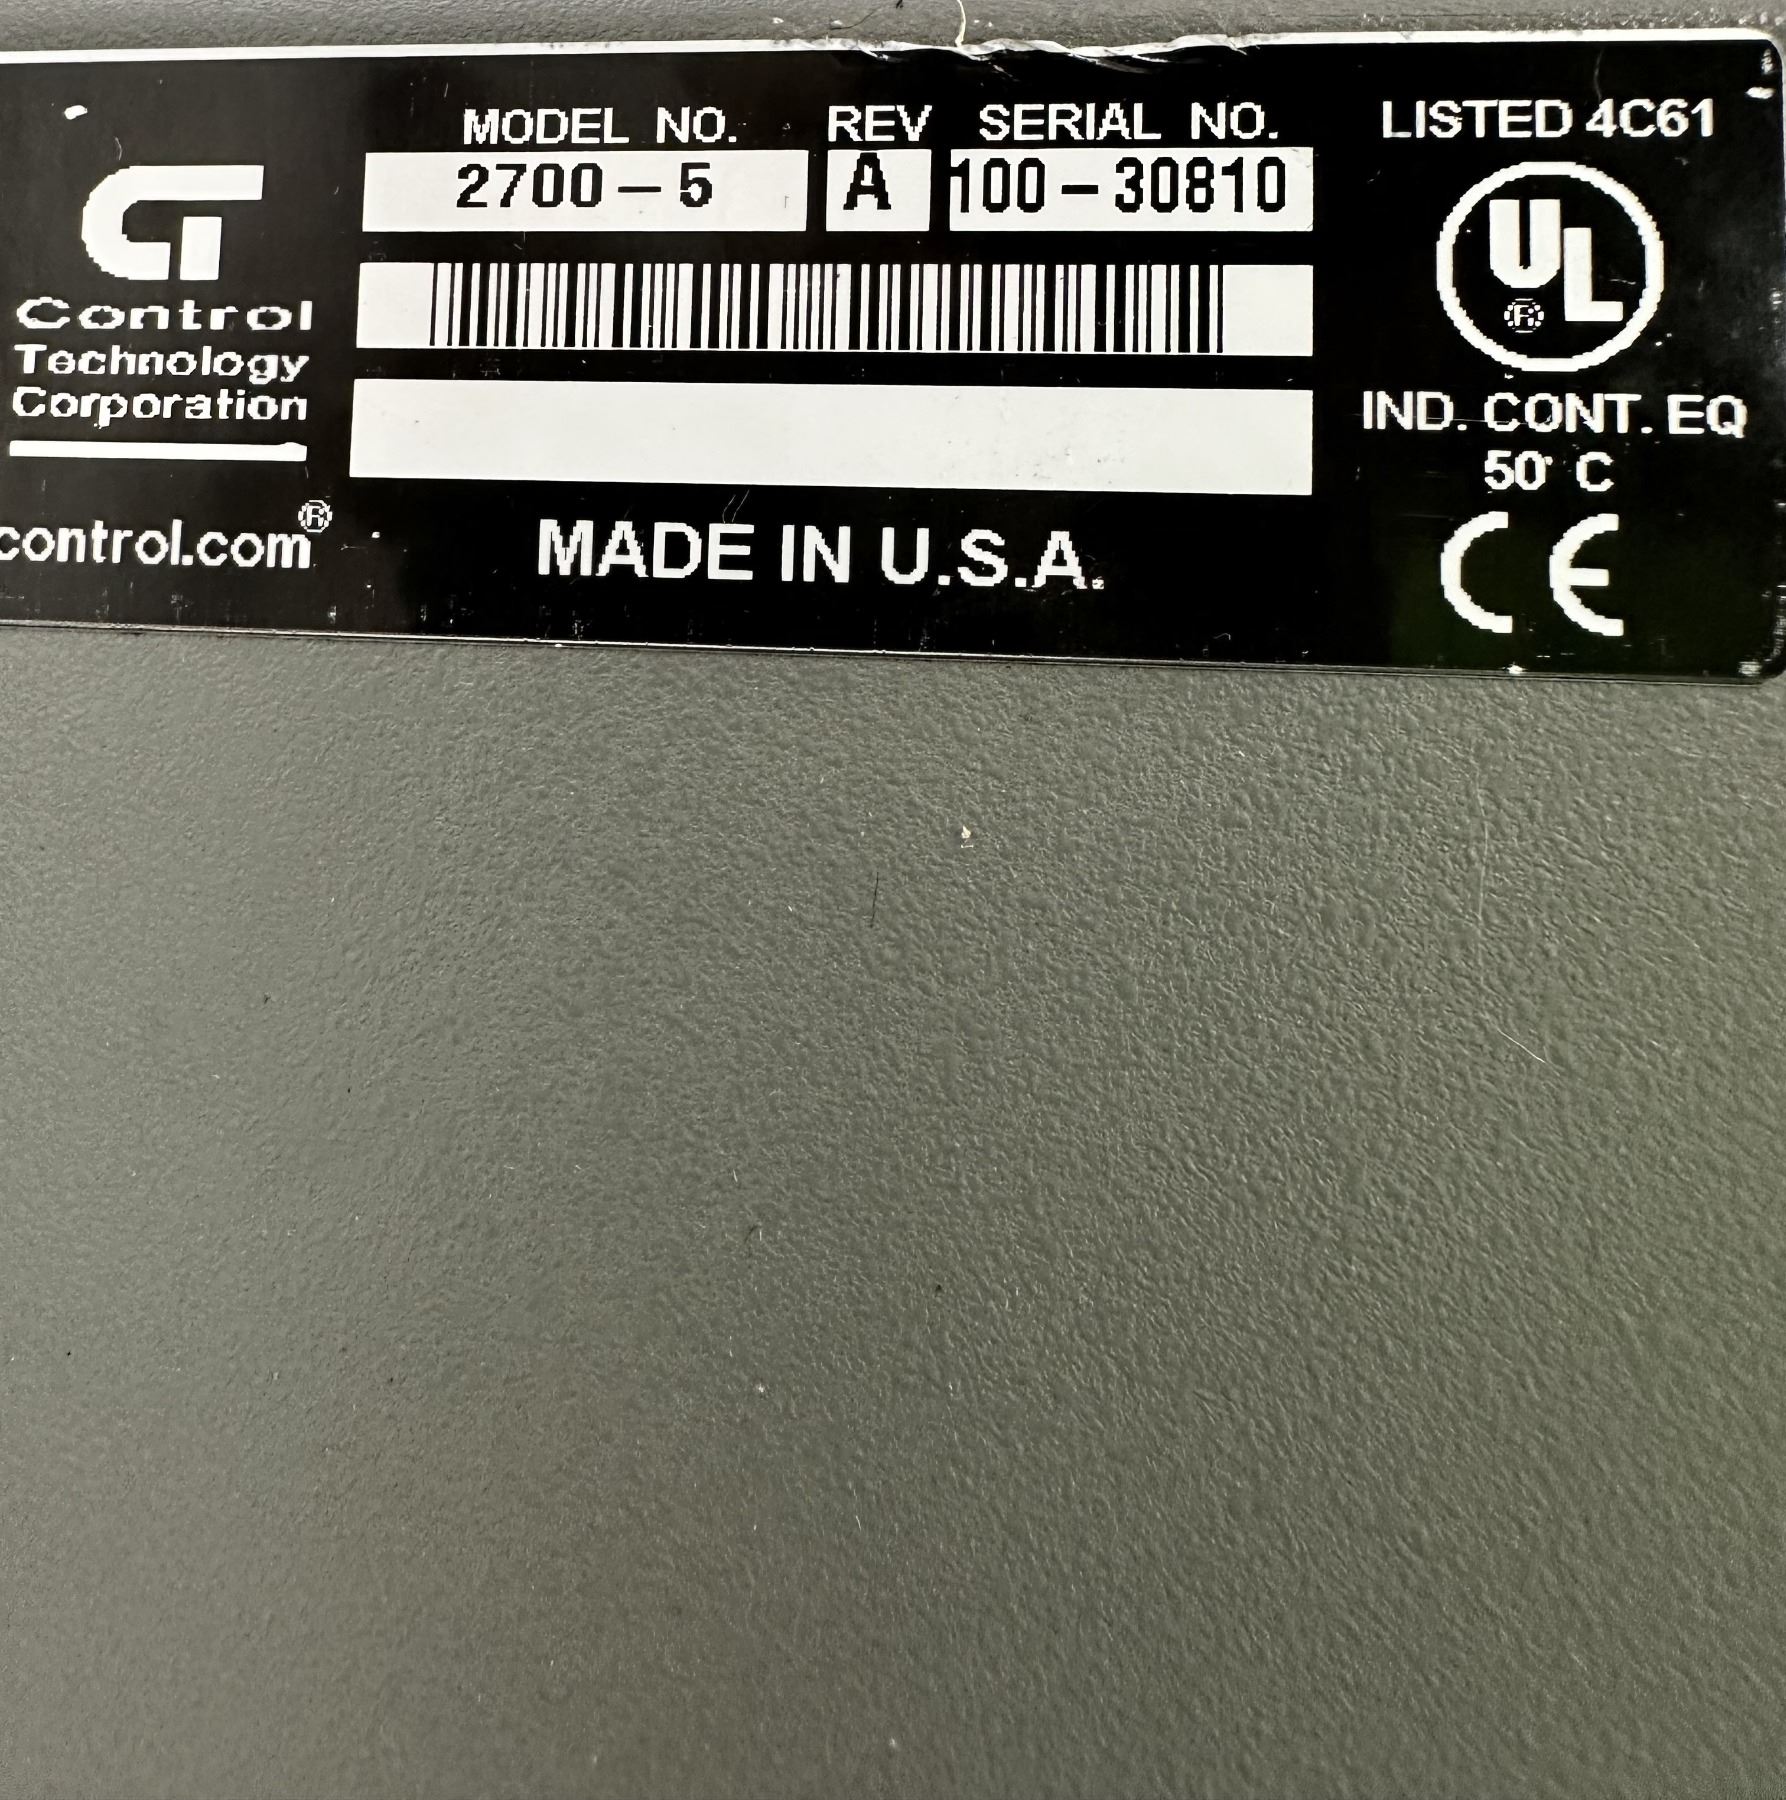 MODEL NO. REV SERIAL NO.
2700-5 A 100-30810
CT
Control
Technology
Corporation
control.com®
MADE IN U.S.A.
LISTED 4C61
UL ®
IND. CONT. EQ
50° C
CE